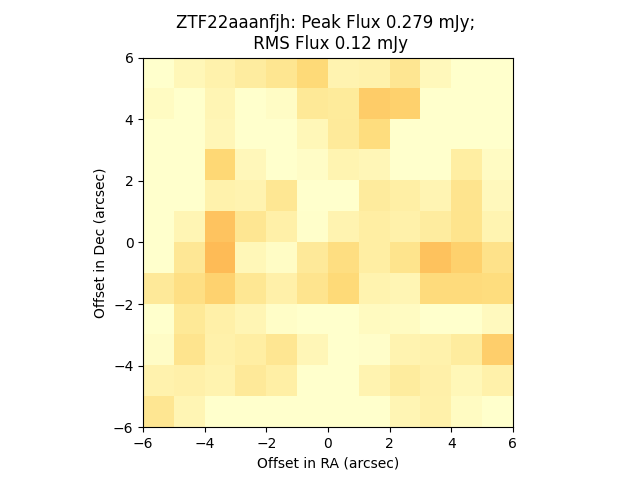 ZTF22aaanfjh: Peak Flux 0.279 mJy;
RMS Flux 0.12 mJy
6
4
2
0
−2
−4
−6
Offset in Dec (arcsec)
−6 −4 −2 0 2 4 6
Offset in RA (arcsec)